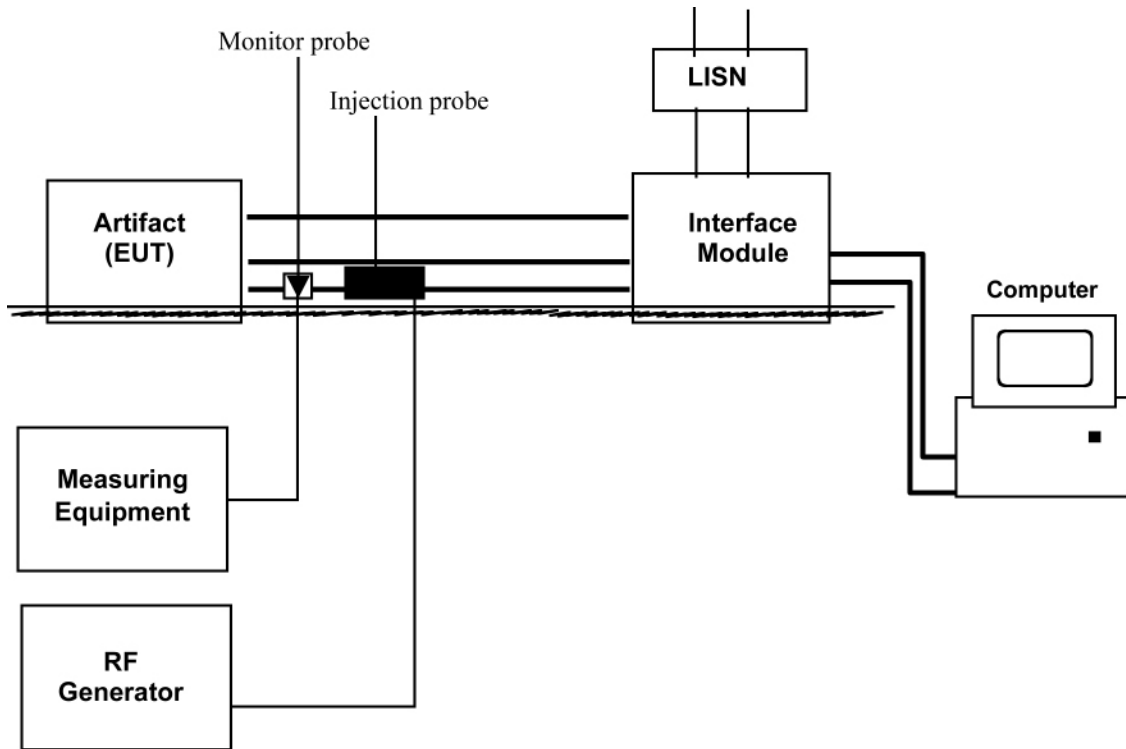 Monitor probe
LISN
Injection probe
Artifact
(EUT)
Interface
Module
Computer
Measuring
Equipment
RF
Generator